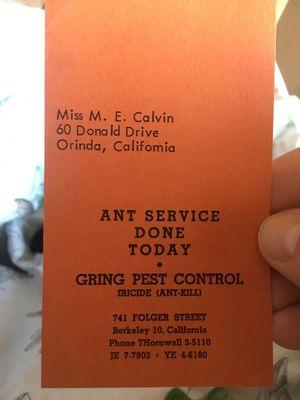 Miss M. E. Calvin
60 Donald Drive
Orinda, California
ANT SERVICE
DONE
TODAY
•
GRING PEST CONTROL
IRICIDE (ANT-KILL)
741 FOLGER STREET
Berkeley 10, California
Phone THornwall 3-5110
JE 7-7903 • YE 4-6160